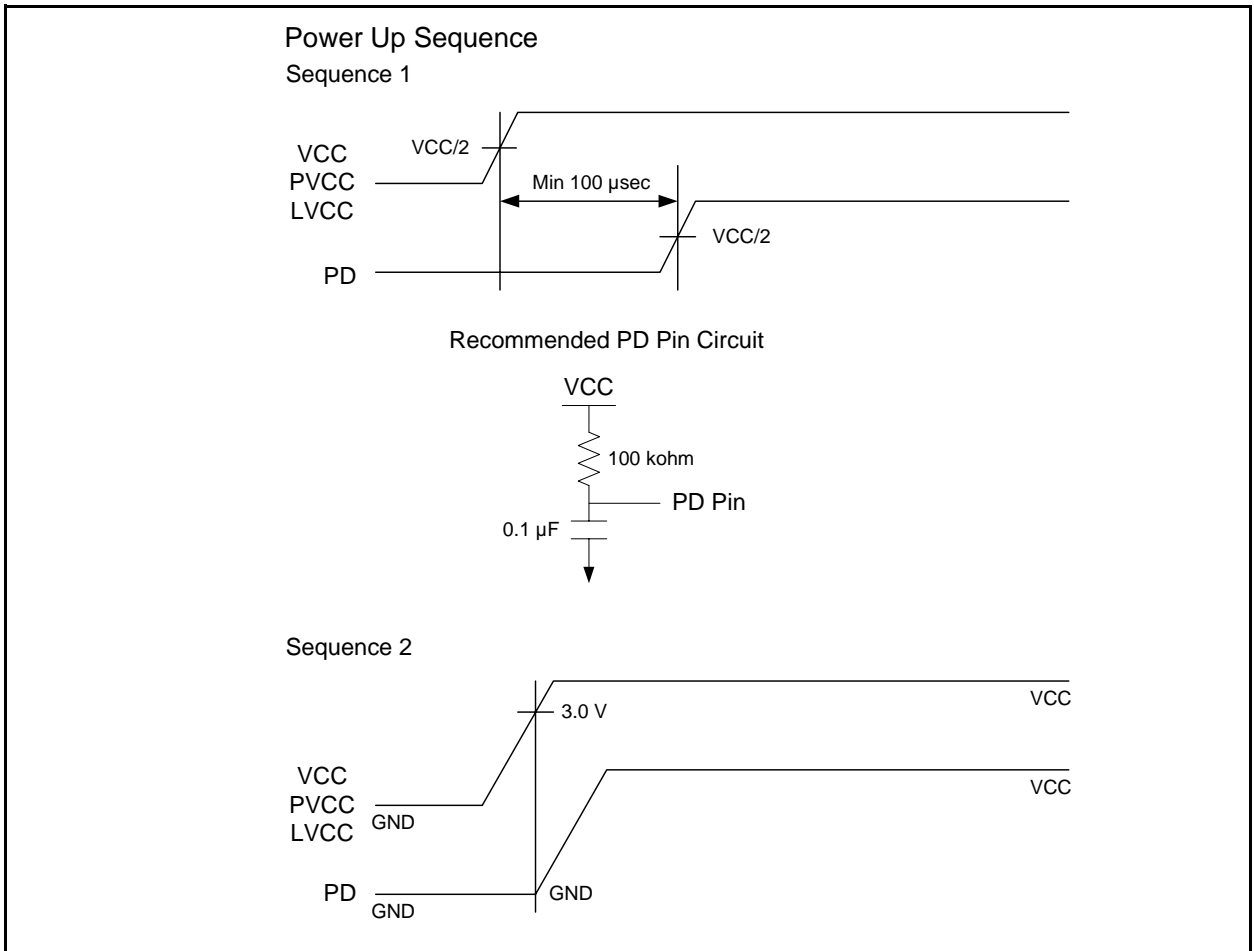 Power Up Sequence
Sequence 1
VCC
PVCC
LVCC
VCC/2
Min 100 µsec
VCC/2
PD
Recommended PD Pin Circuit
VCC
100 kohm
PD Pin
0.1 µF
Sequence 2
3.0 V
VCC
VCC
PVCC
LVCC
GND
VCC
PD
GND
GND